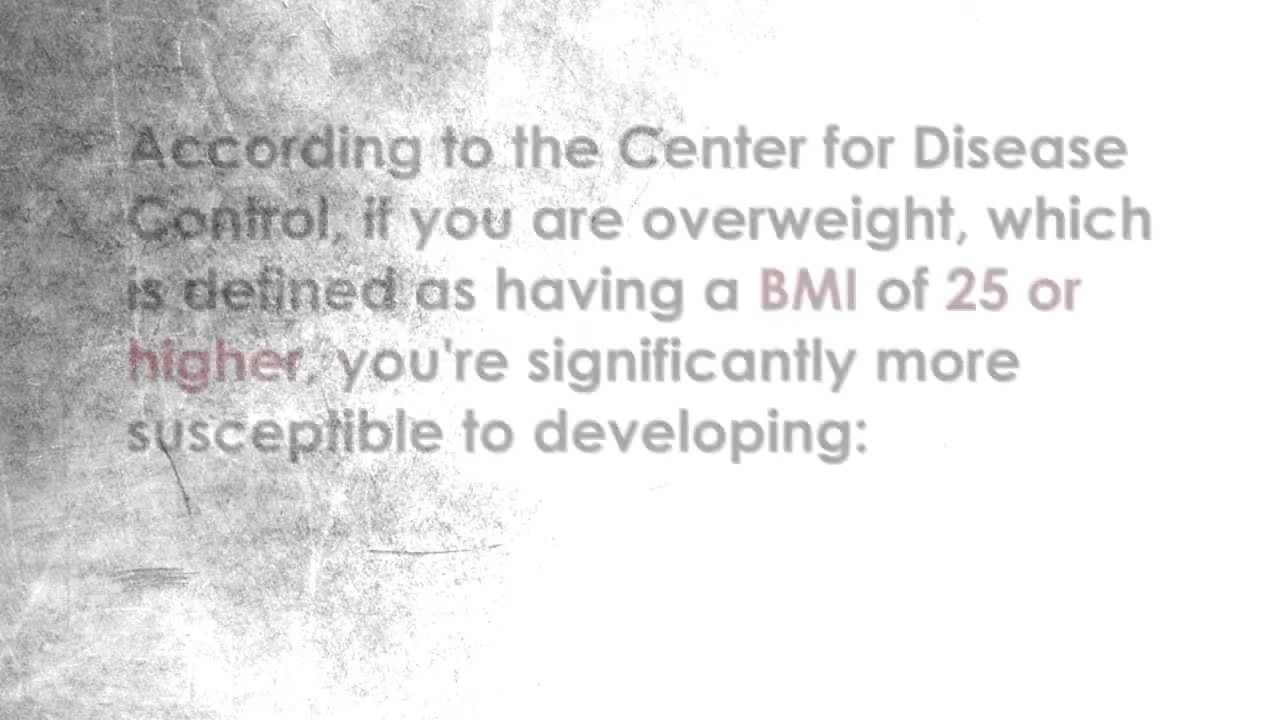 According to the Center for Disease
Control, if you are overweight, which
is defined as having a BMI of 25 or
higher, you're significantly more
susceptible to developing: